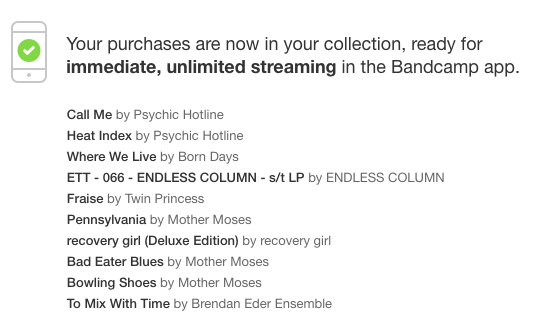 Your purchases are now in your collection, ready for
immediate, unlimited streaming in the Bandcamp app.
Call Me by Psychic Hotline
Heat Index by Psychic Hotline
Where We Live by Born Days
ETT - 066 - ENDLESS COLUMN - s/t LP by ENDLESS COLUMN
Fraise by Twin Princess
Pennsylvania by Mother Moses
recovery girl (Deluxe Edition) by recovery girl
Bad Eater Blues by Mother Moses
Bowling Shoes by Mother Moses
To Mix With Time by Brendan Eder Ensemble